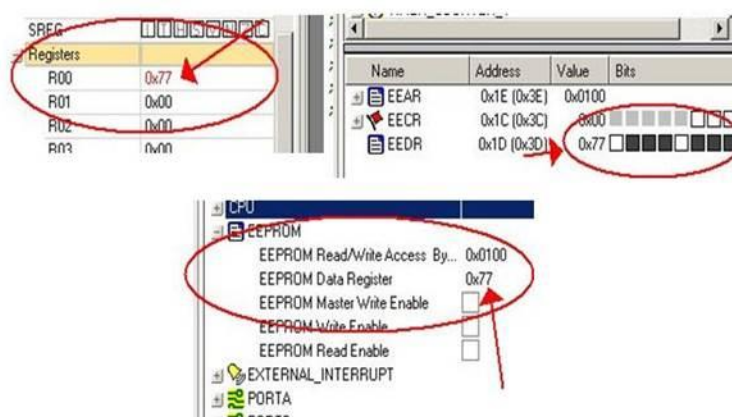 SREG I T H S V N Z C
Registers
R00 0x77
R01 0x00
R02 0x00
R03 0x00
Name Address Value Bits
EEAR 0x1E (0x3E) 0x0100
EECR 0x1C (0x3C) 0x00
EEDR 0x1D (0x3D) 0x77
CPU
EEPROM
EEPROM Read/Write Access By... 0x0100
EEPROM Data Register 0x77
EEPROM Master Write Enable
EEPROM Write Enable
EEPROM Read Enable
EXTERNAL_INTERRUPT
PORTA